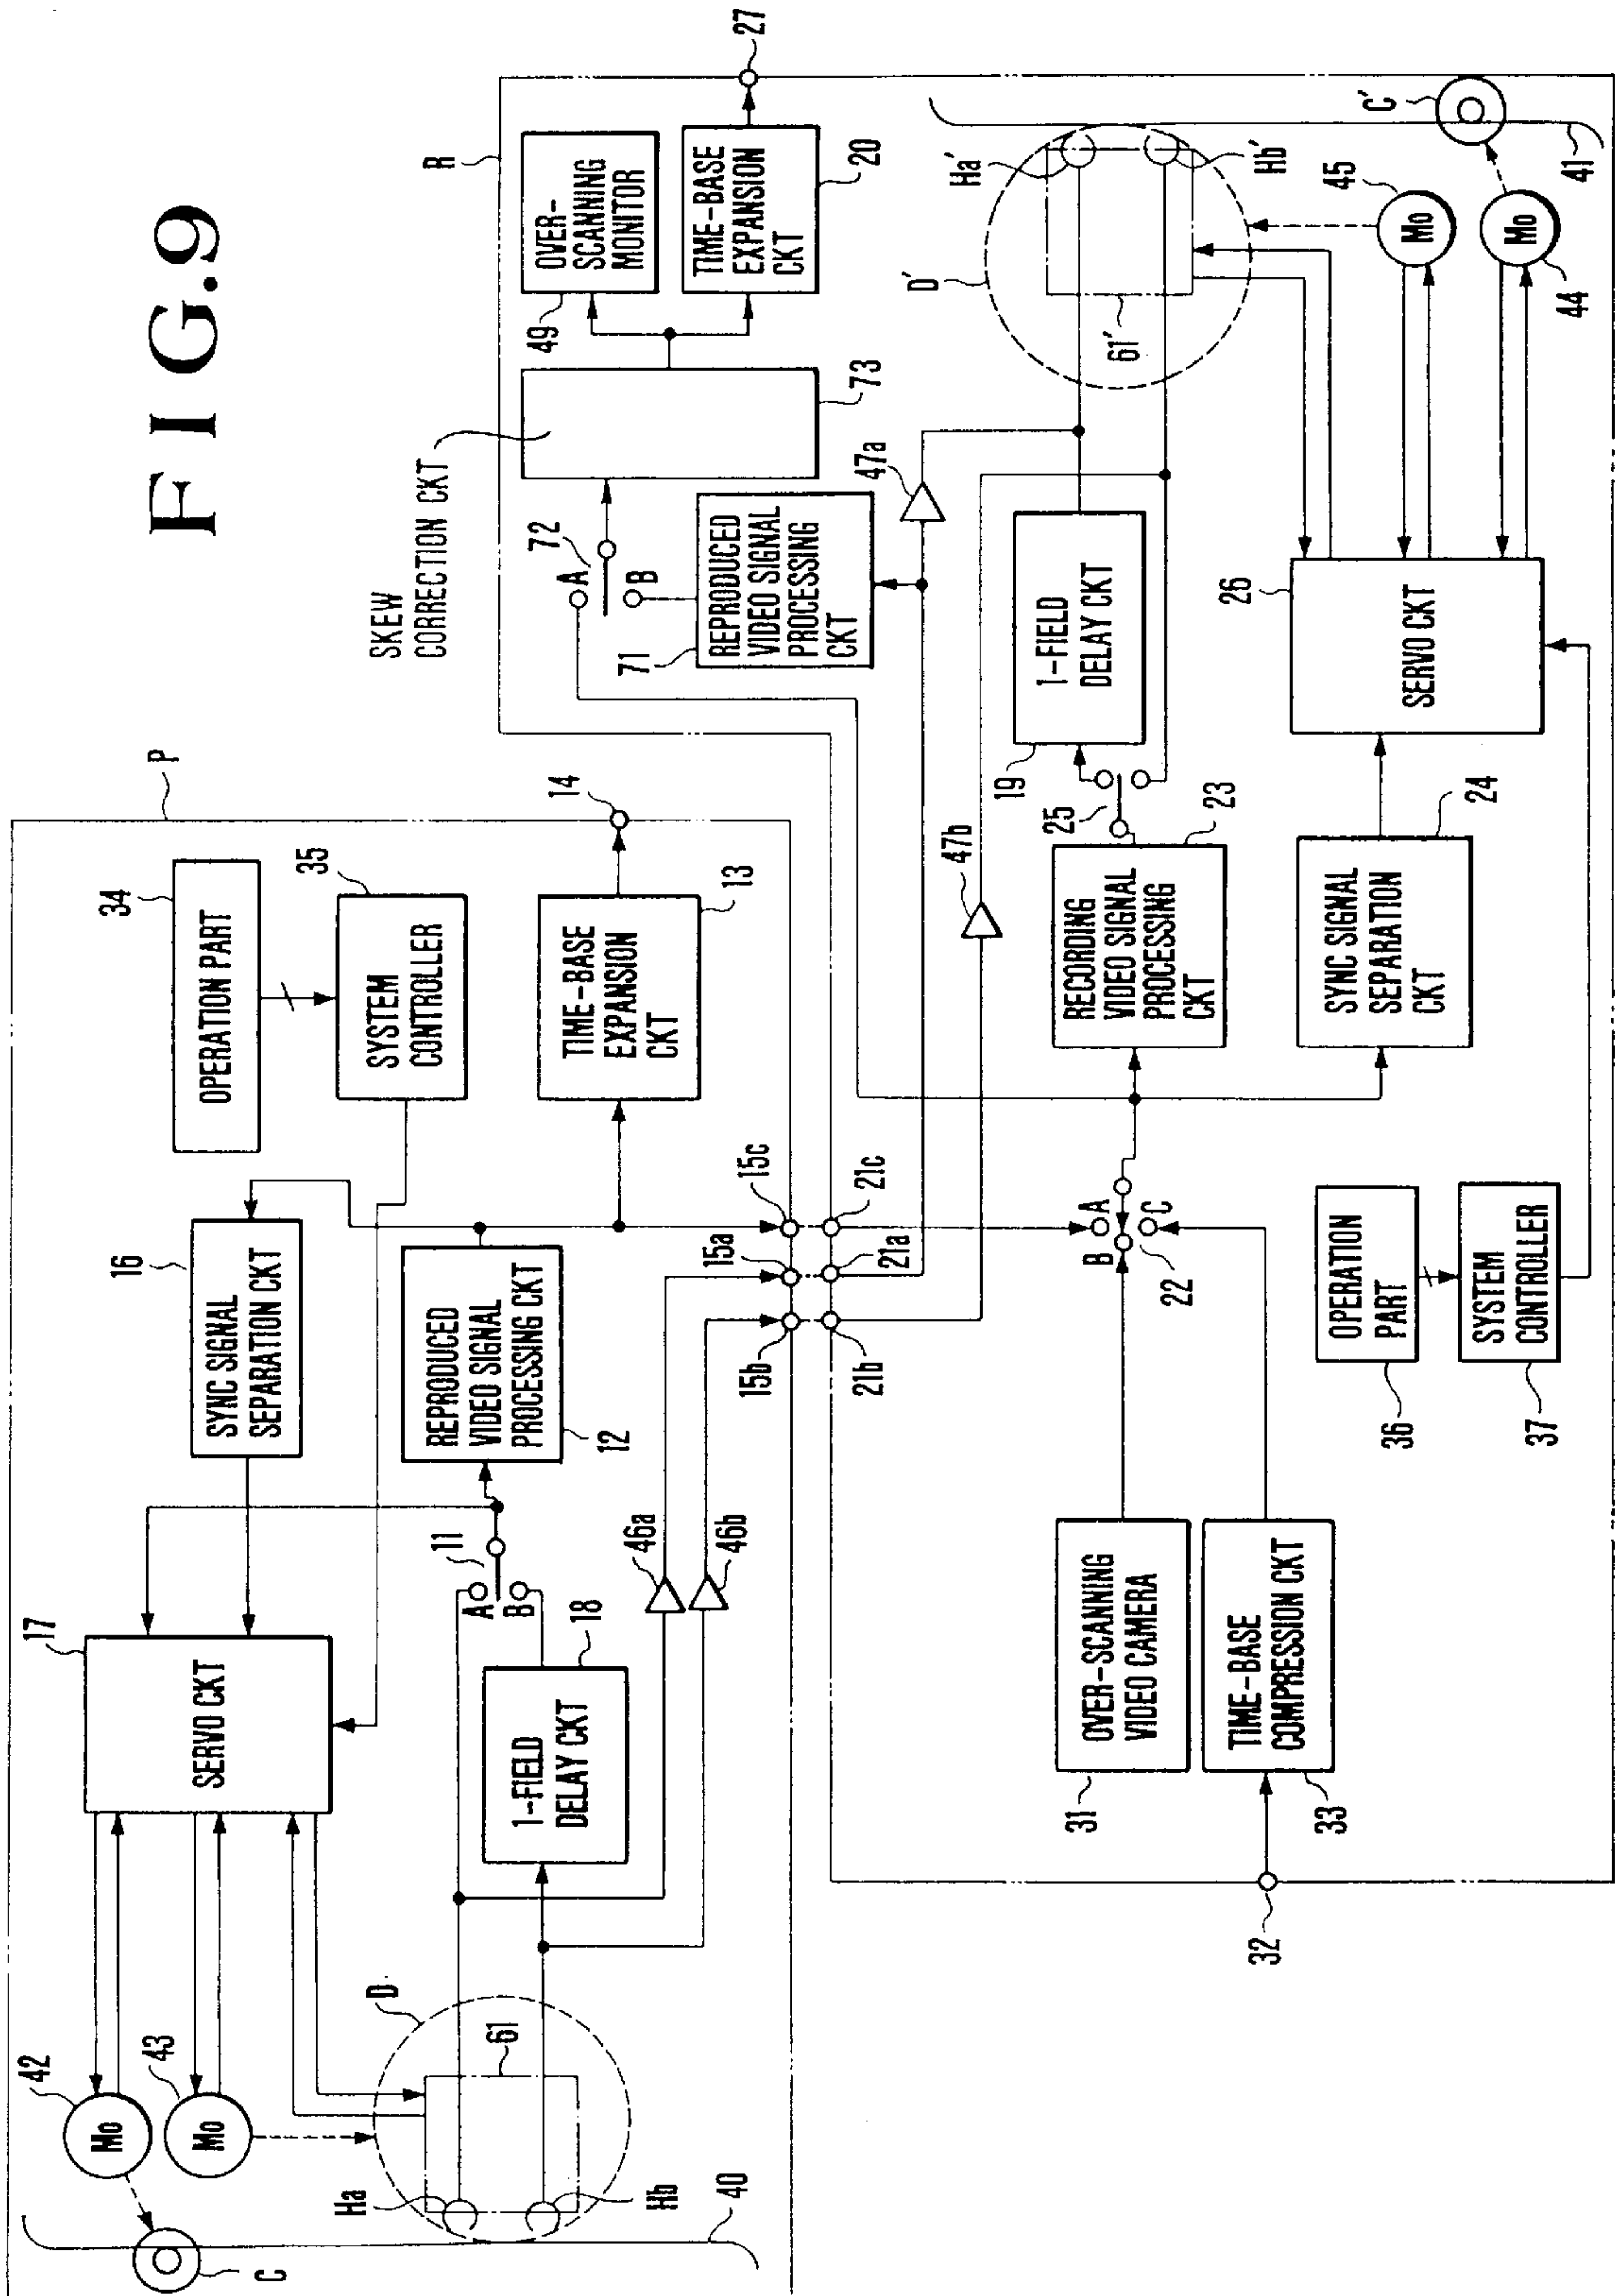 FIG.9
P
34
OPERATION PART
35
SYSTEM
CONTROLLER
14
TIME-BASE
EXPANSION
CKT
13
16
SYNC SIGNAL
SEPARATION CKT
REPRODUCED
VIDEO SIGNAL
PROCESSING CKT
12
17
SERVO CKT
11
A
B
18
1-FIELD
DELAY CKT
46a
46b
15c
15a
15b
42
Mo
43
Mo
D
61
Ha
Hb
40
C
R
27
OVER-
SCANNING
MONITOR
49
TIME-BASE
EXPANSION
CKT
20
SKEW
CORRECTION CKT
73
72
A
B
REPRODUCED
VIDEO SIGNAL
PROCESSING
CKT
71
47a
47b
D'
61'
Ha'
Hb'
C'
41
45
Mo
Mo
44
1-FIELD
DELAY CKT
19
25
26
SERVO CKT
RECORDING
VIDEO SIGNAL
PROCESSING
CKT
23
SYNC SIGNAL
SEPARATION
CKT
24
21c
21a
21b
A
B
C
22
OPERATION
PART
36
SYSTEM
CONTROLLER
37
OVER-SCANNING
VIDEO CAMERA
31
TIME-BASE
COMPRESSION CKT
33
32